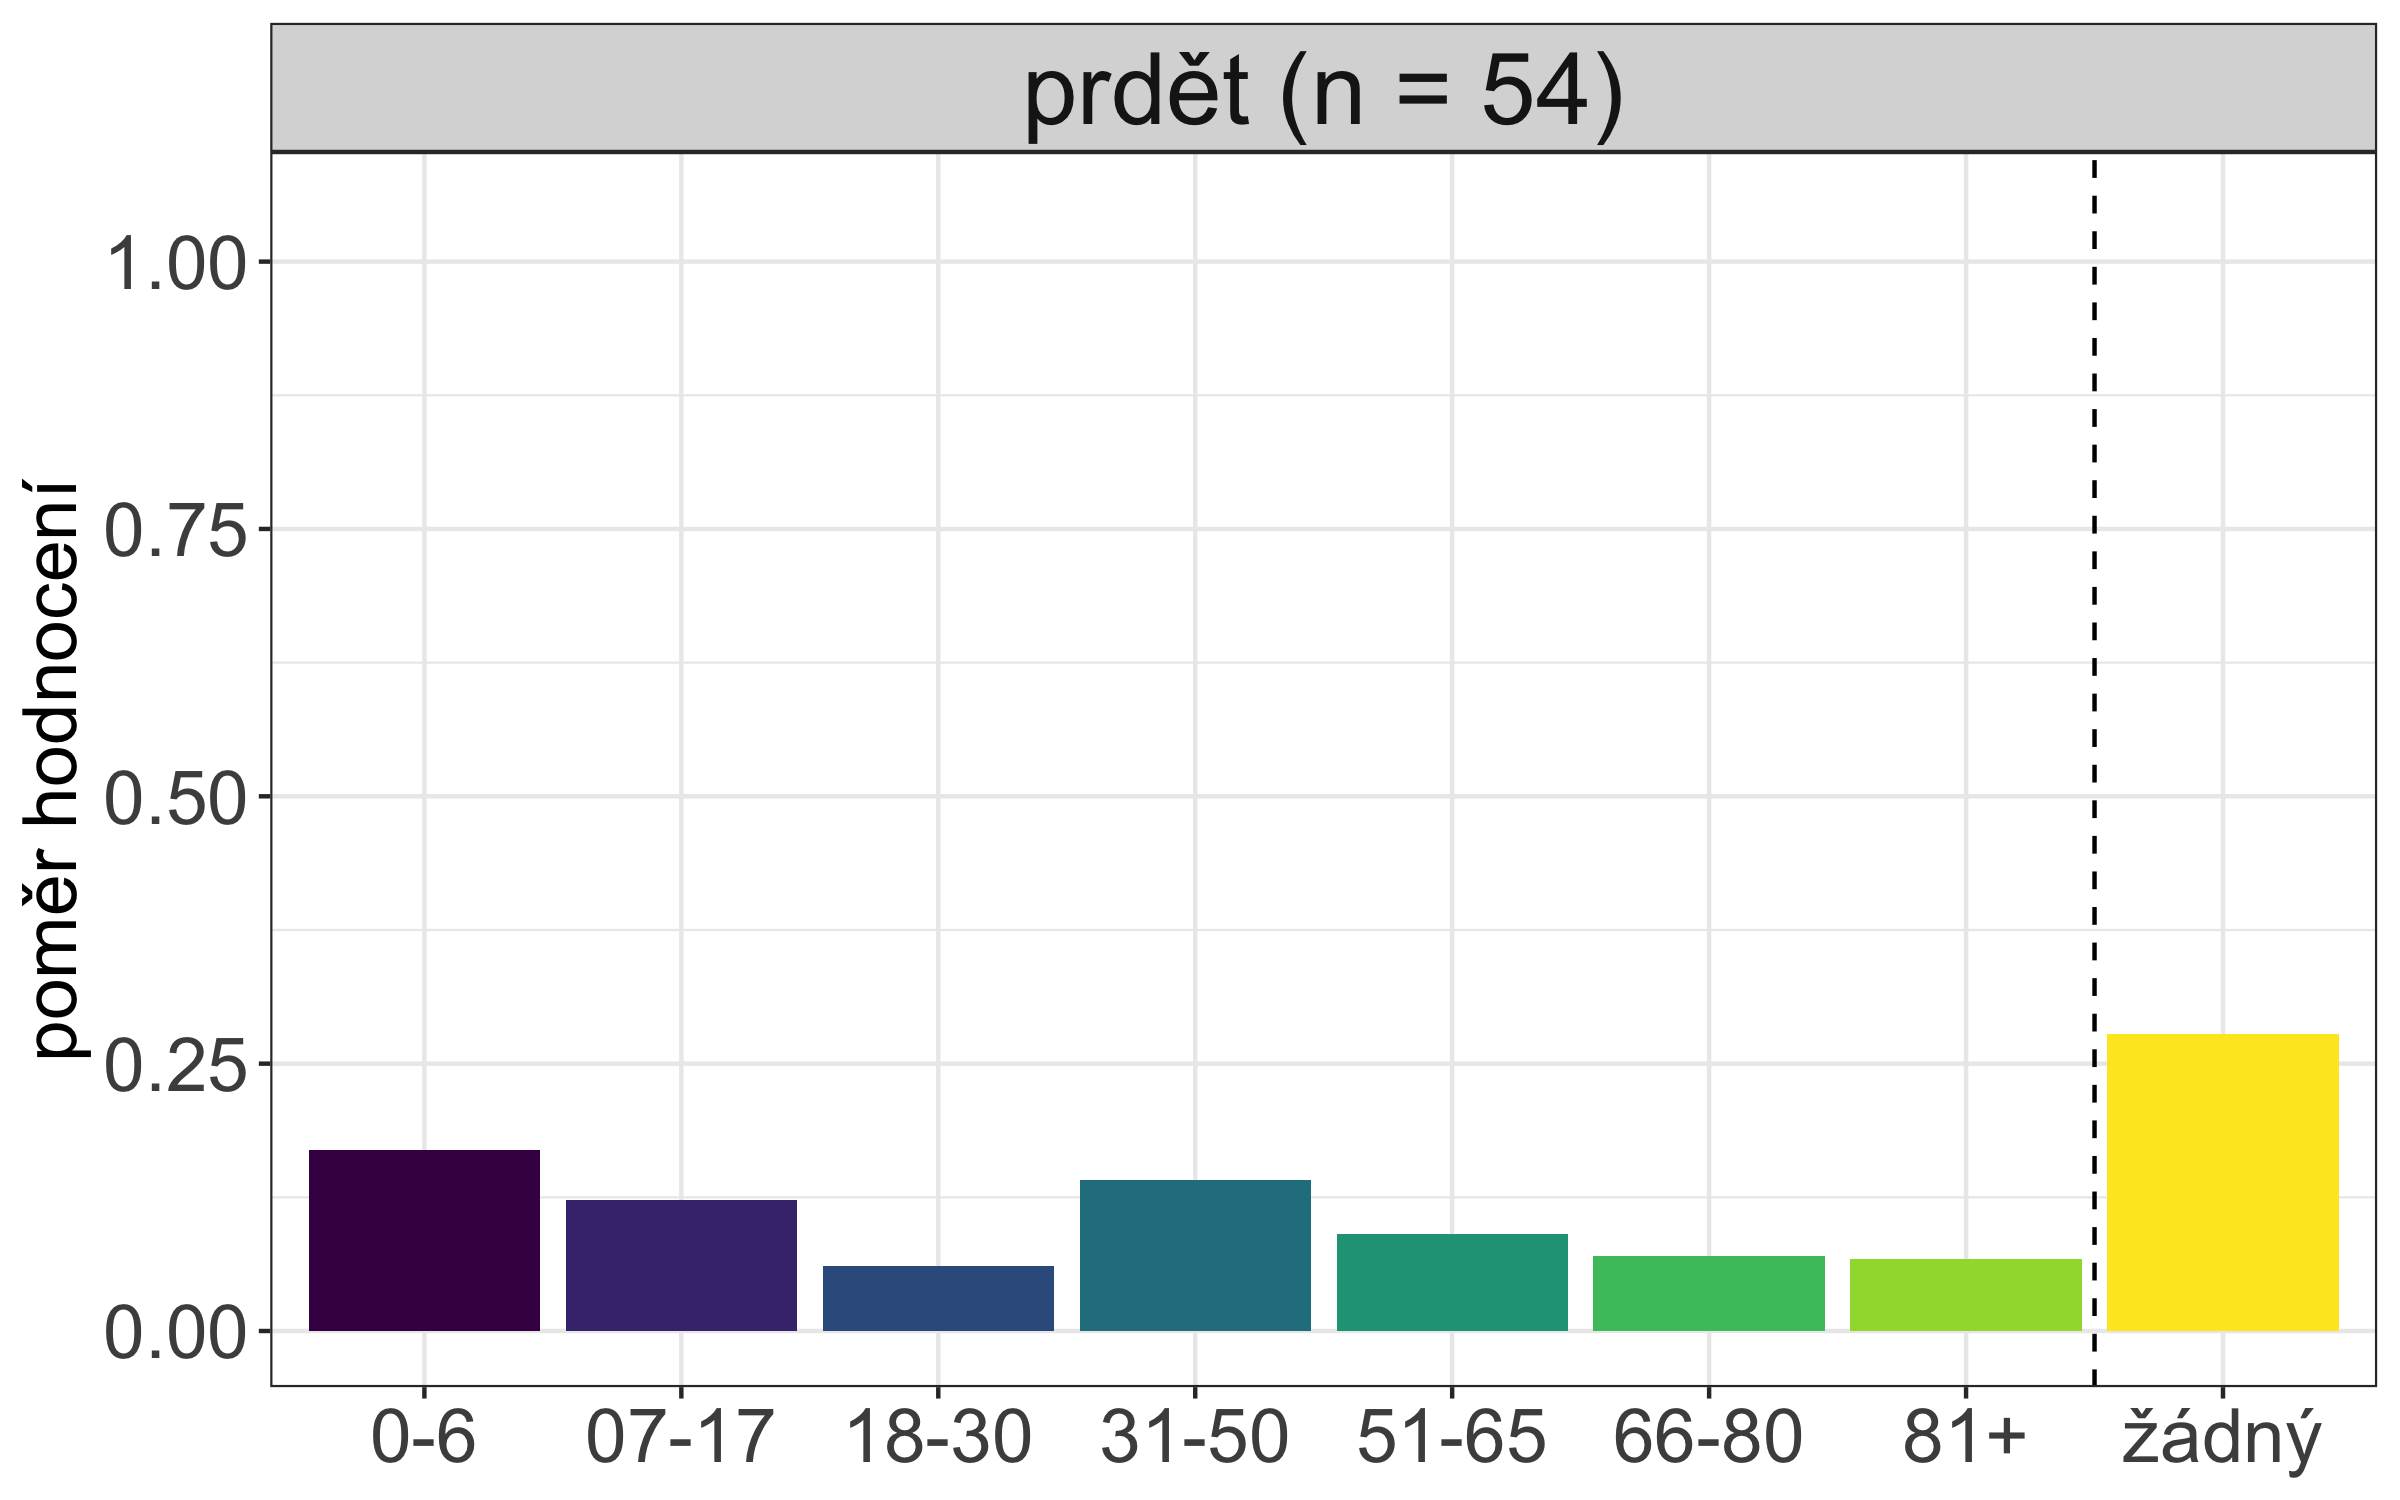 prdět (n = 54)
poměr hodnocení
1.00
0.75
0.50
0.25
0.00
0-6 07-17 18-30 31-50 51-65 66-80 81+ žádný